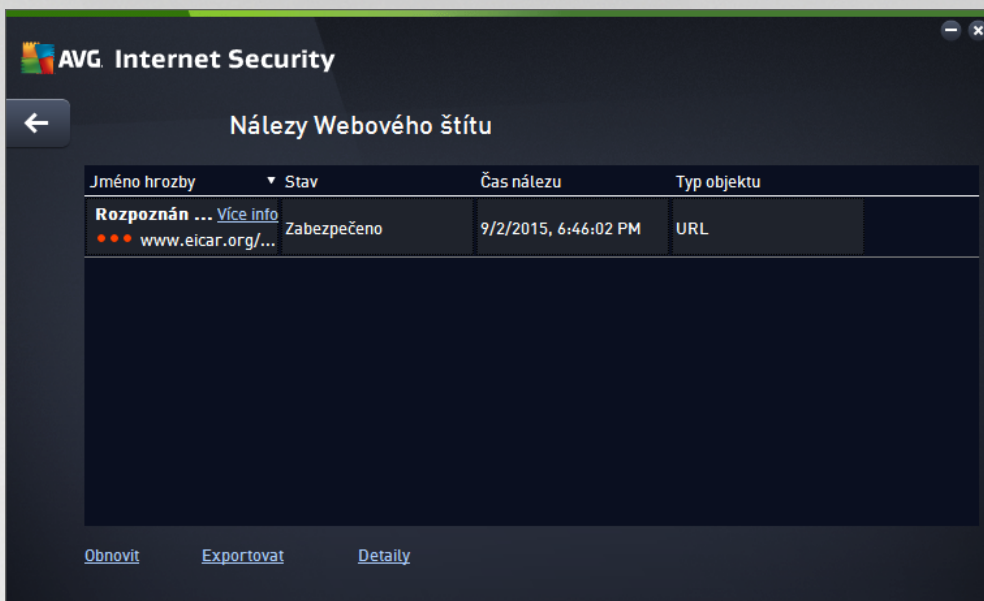 AVG Internet Security
Nálezy Webového štítu
Jméno hrozby Stav Čas nálezu Typ objektu
Rozpoznán ... Více info
www.eicar.org/... Zabezpečeno 9/2/2015, 6:46:02 PM URL
Obnovit Exportovat Detaily